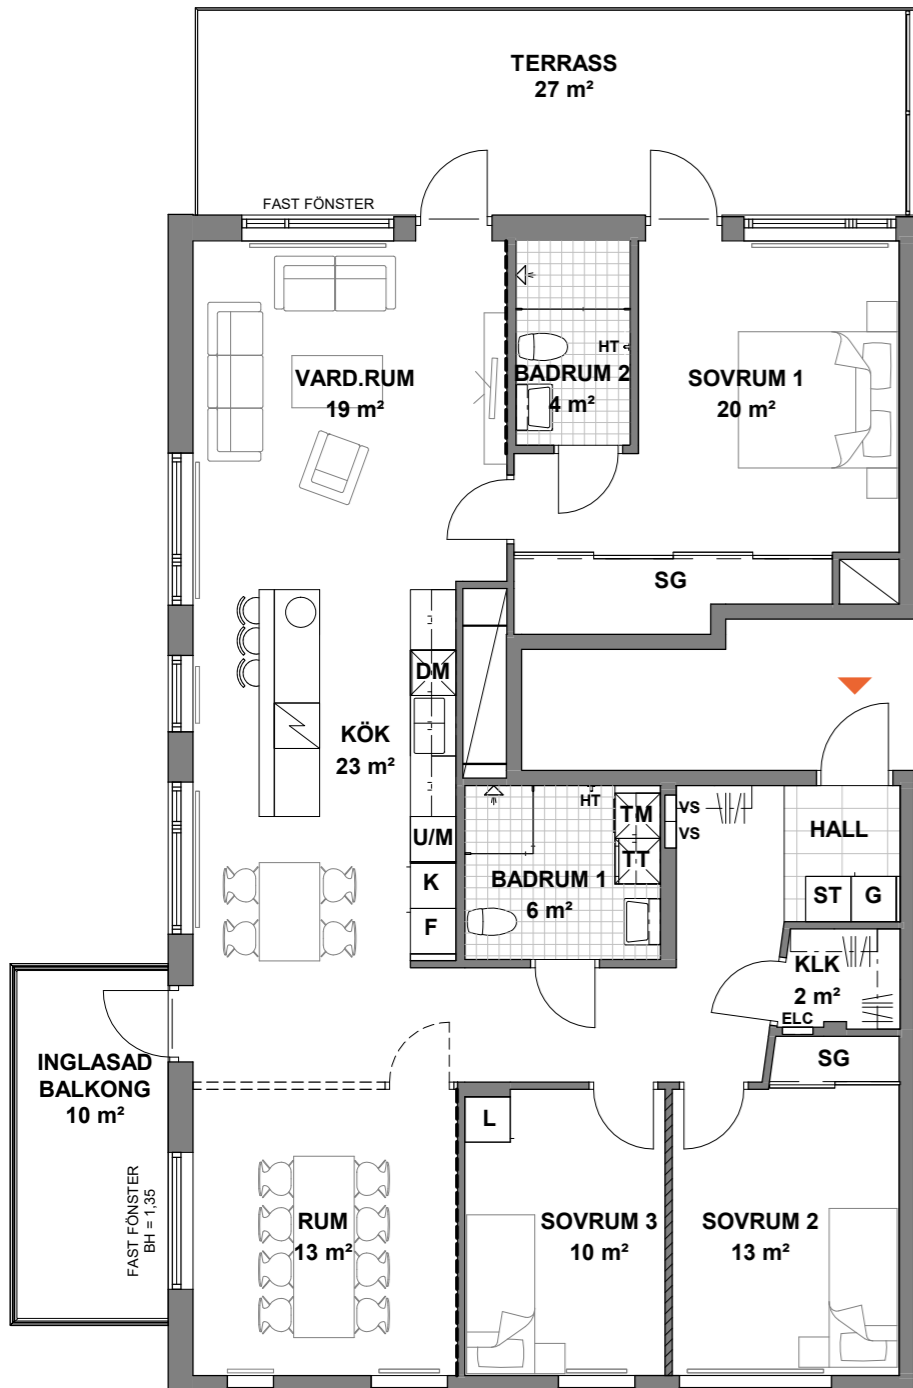 TERRASS
27 m²
FAST FÖNSTER
VARD.RUM
19 m²
HT
BADRUM 2
4 m²
SOVRUM 1
20 m²
SG
DM
KÖK
23 m²
U/M
K
F
HT
TM
TT
BADRUM 1
6 m²
VS
VS
HALL
ST
G
KLK
2 m²
ELC
SG
INGLASAD
BALKONG
10 m²
FAST FÖNSTER
BH = 1,35
RUM
13 m²
L
SOVRUM 3
10 m²
SOVRUM 2
13 m²